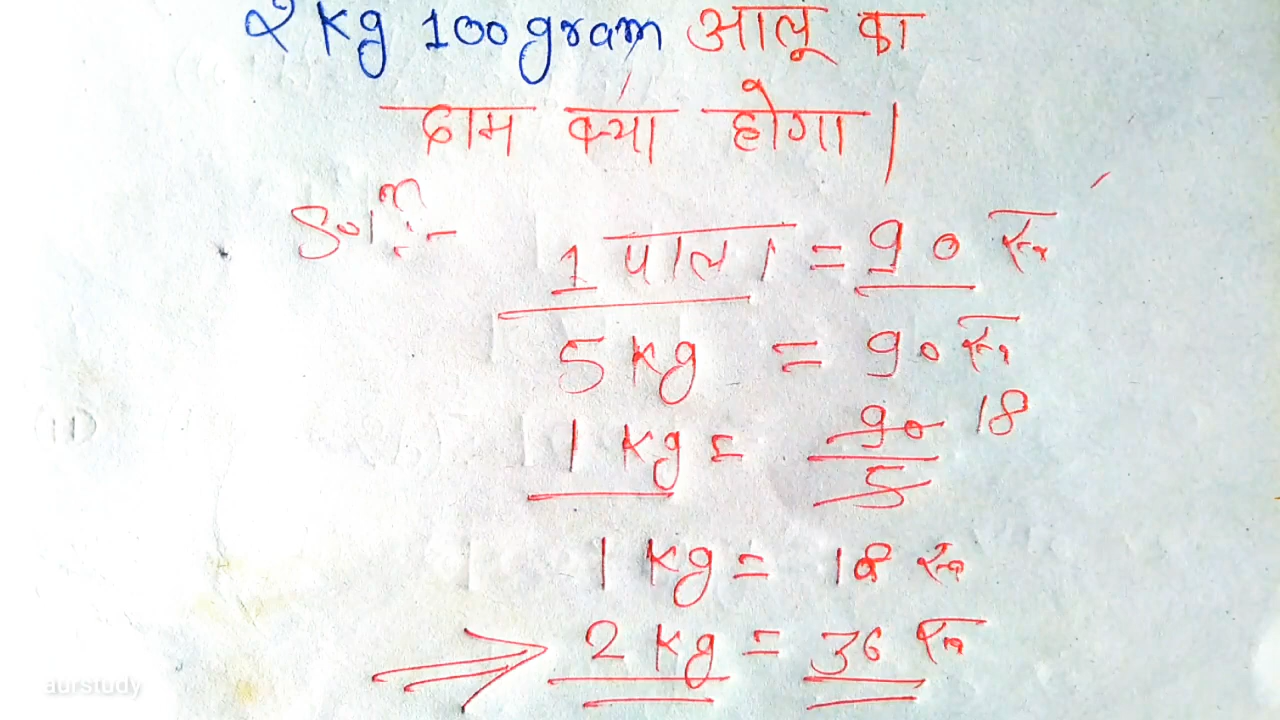 2 Kg 100 gram आलू का
दाम क्या होगा।
Solⁿ:-
1 पाला = 90 रू
5 kg = 90 रू
1 kg = 90/5 18
1 kg = 18 रू
⇒ 2 kg = 36 रू
aurstudy